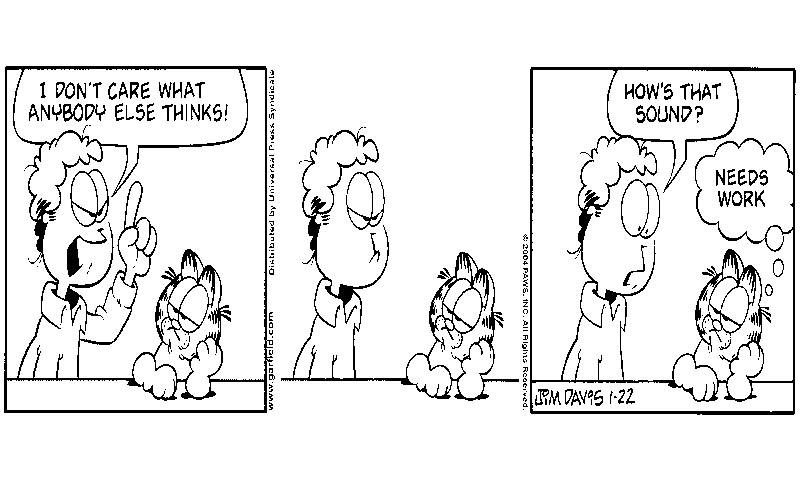 I DON'T CARE WHAT
ANYBODY ELSE THINKS!
www.garfield.com
Distributed by Universal Press Syndicate
© 2004 PAWS, INC. All Rights Reserved.
HOW'S THAT
SOUND?
NEEDS
WORK
JIM DAVIS 1-22